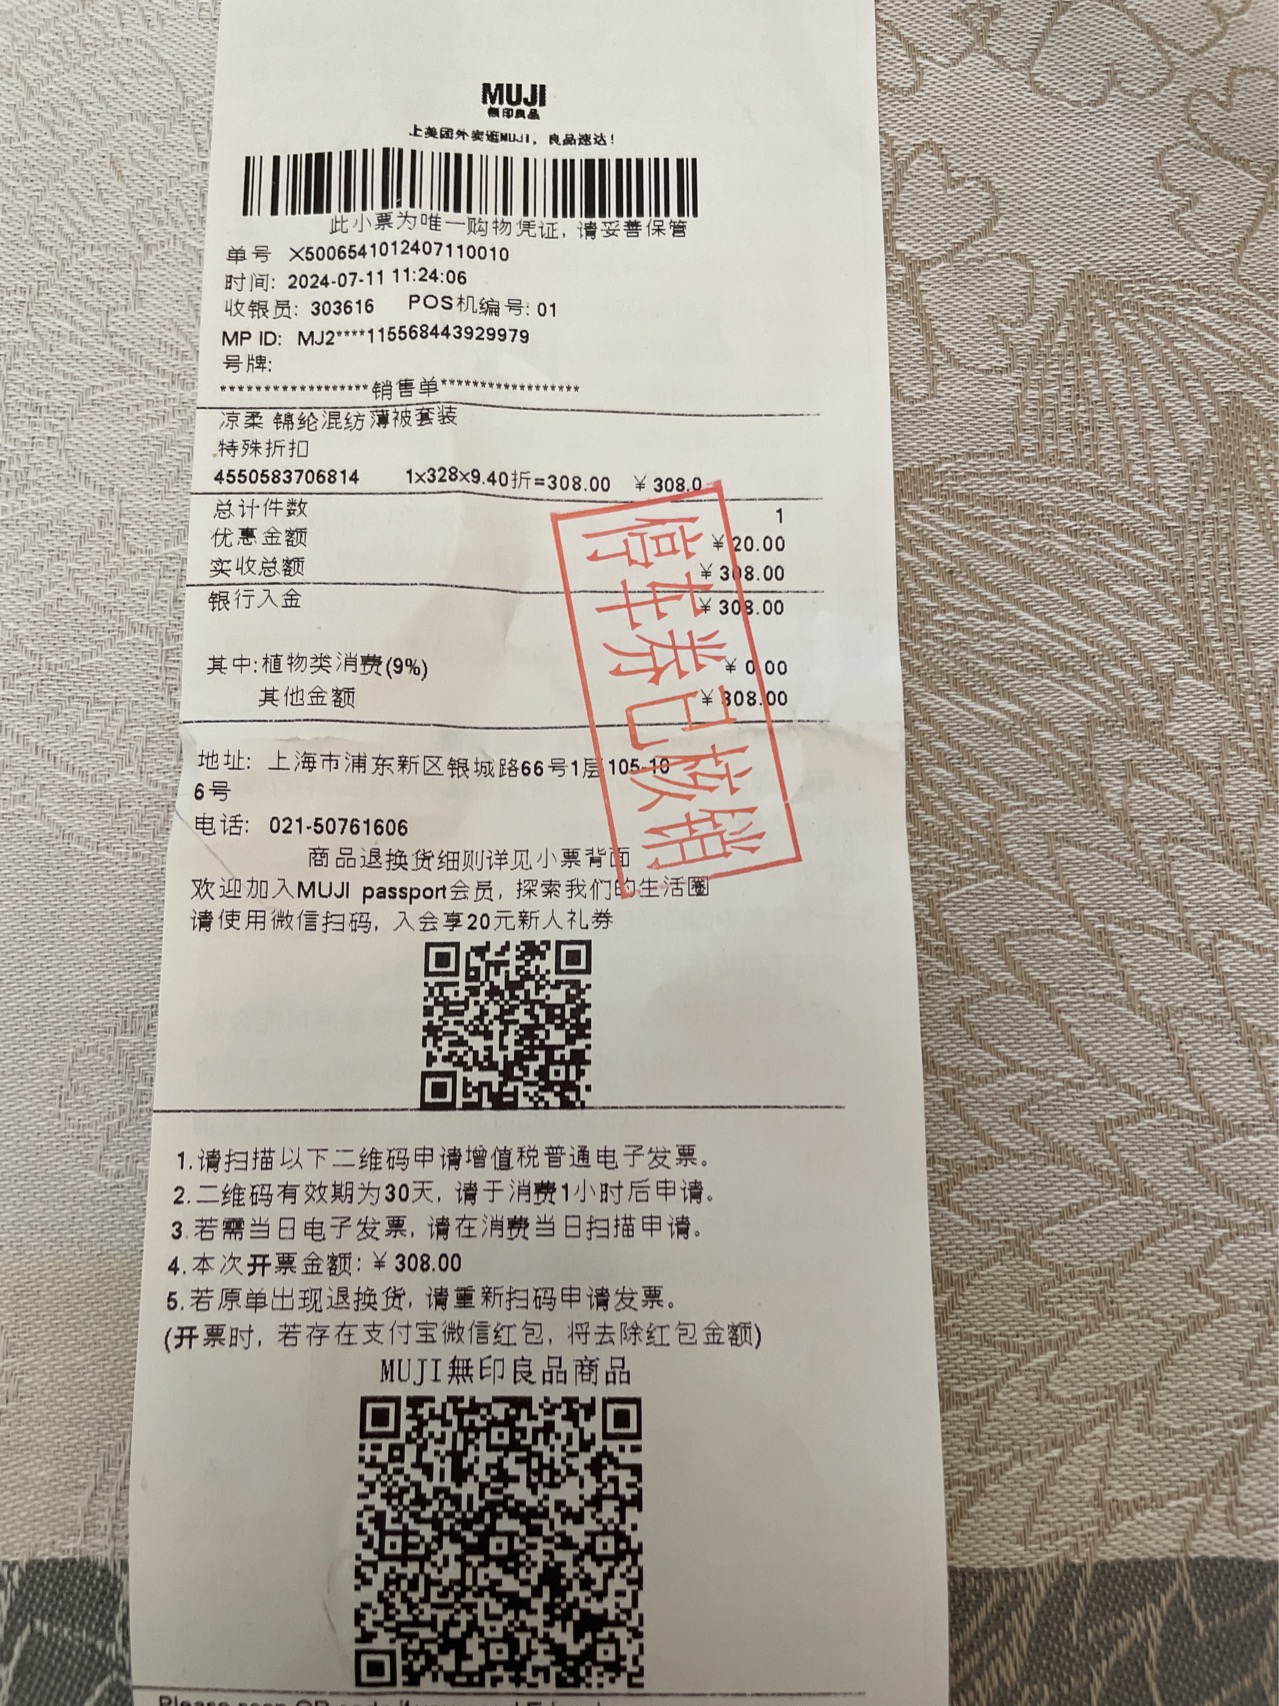 MUJI
無印良品
上美团外卖逛MUJI，良品速达！
此小票为唯一购物凭证，请妥善保管
单号 X5006541012407110010
时间: 2024-07-11 11:24:06
收银员: 303616 POS机编号: 01
MP ID: MJ2****1155684439299​79
号牌:
******************销售单******************
凉柔 锦纶混纺薄被套装
特殊折扣
4550583706814 1x328x9.40折=308.00 ￥308.0
总计件数 1
优惠金额 ￥20.00
实收总额 ￥308.00
银行入金 ￥308.00
其中:植物类消费(9%) ￥0.00
其他金额 ￥308.00
停车券已核销
地址: 上海市浦东新区银城路66号1层105-10
6号
电话: 021-50761606
商品退换货细则详见小票背面
欢迎加入MUJI passport会员，探索我们的生活圈
请使用微信扫码，入会享20元新人礼券
1.请扫描以下二维码申请增值税普通电子发票。
2.二维码有效期为30天，请于消费1小时后申请。
3.若需当日电子发票，请在消费当日扫描申请。
4.本次开票金额:￥308.00
5.若原单出现退换货，请重新扫码申请发票。
(开票时，若存在支付宝微信红包，将去除红包金额)
MUJI無印良品商品
Please scan QR code if you need